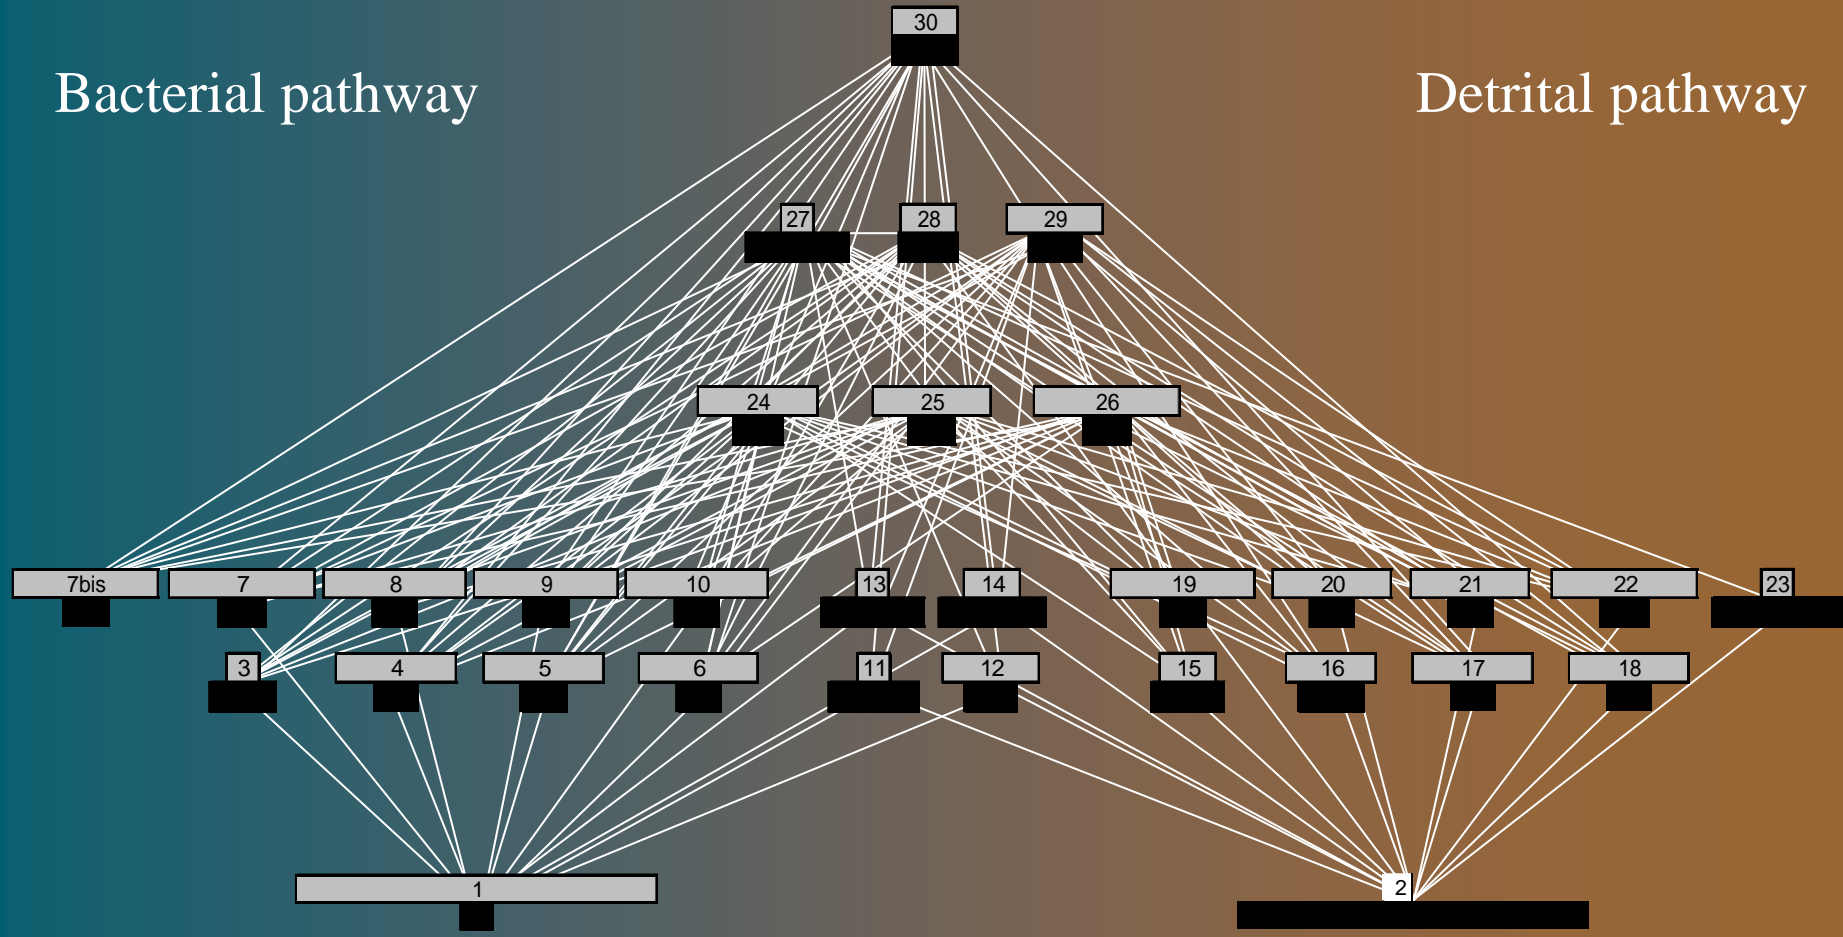 30
Bacterial pathway
Detrital pathway
27 28 29
24 25 26
7bis 7 8 9 10 13 14 19 20 21 22 23
3 4 5 6 11 12 15 16 17 18
1 2